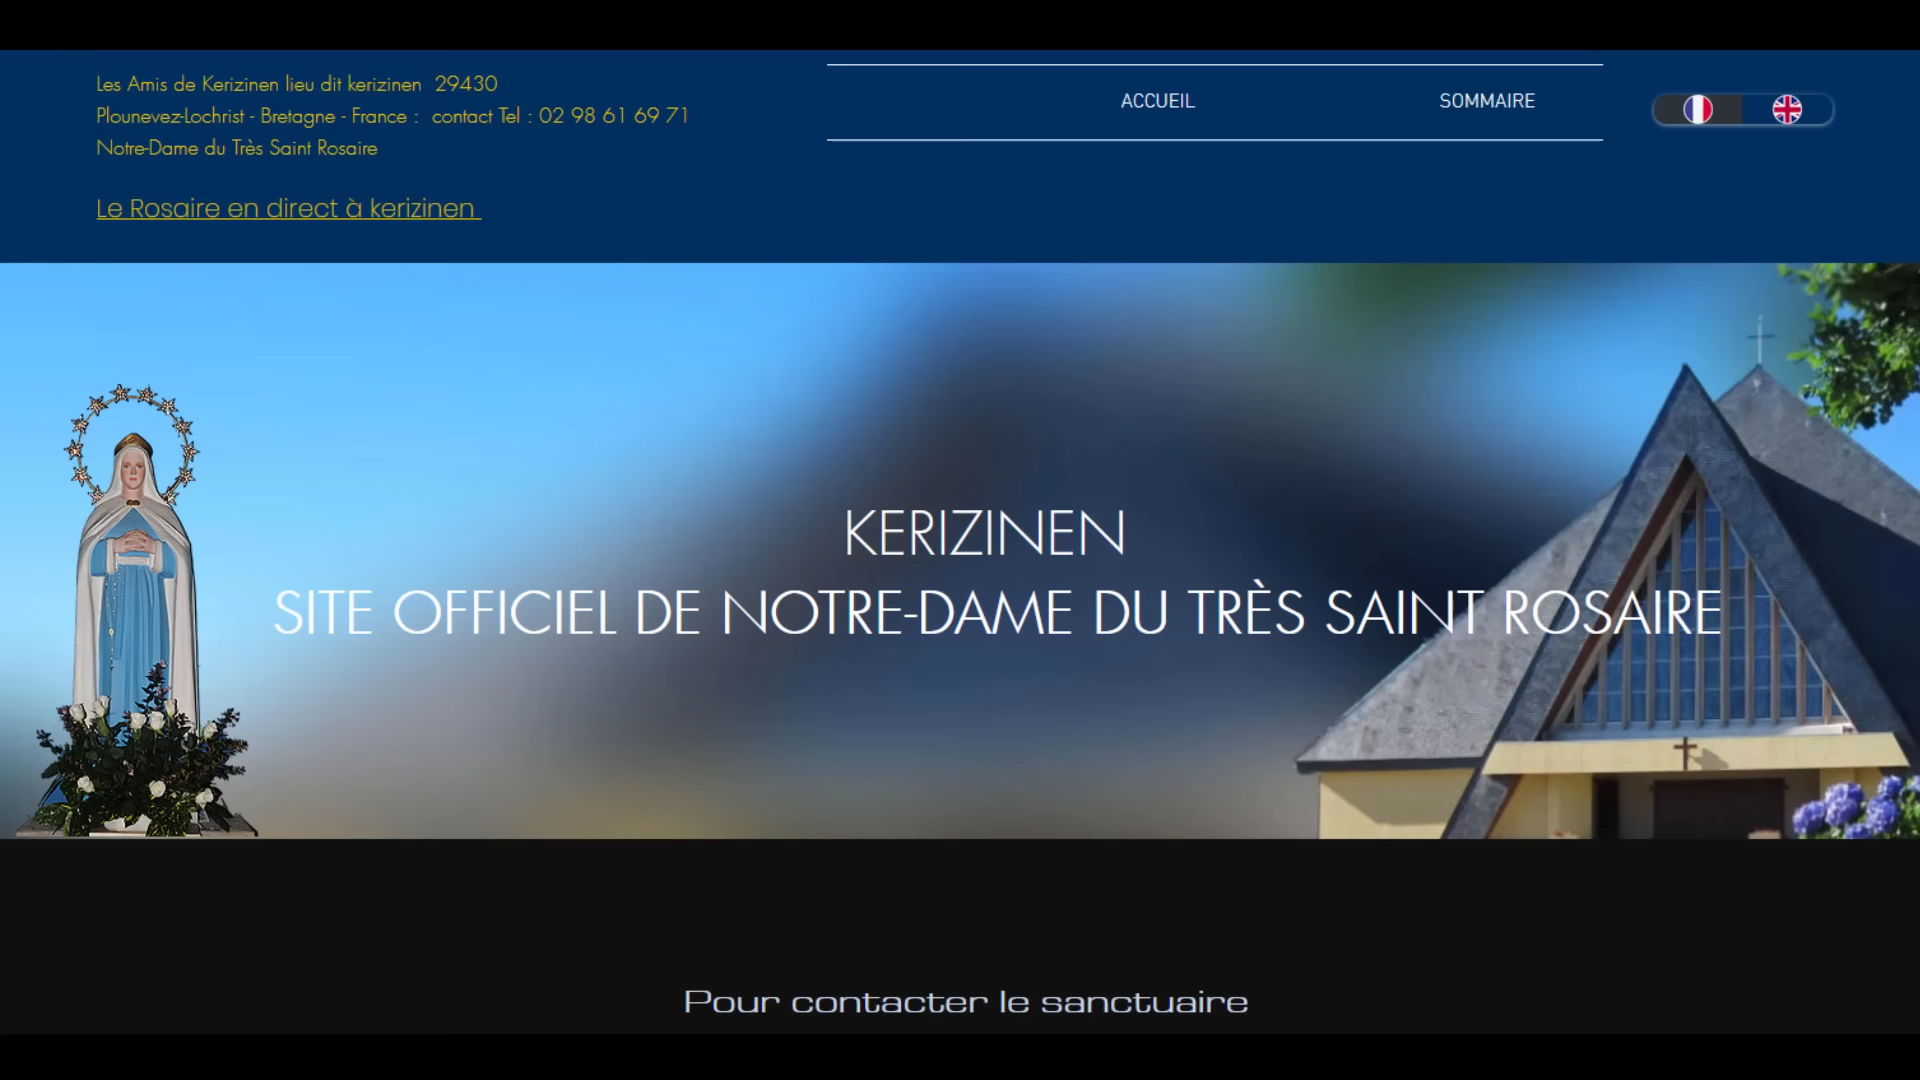 Les Amis de Kerizinen lieu dit kerizinen 29430
Plounevez-Lochrist - Bretagne - France : contact Tel : 02 98 61 69 71
Notre-Dame du Très Saint Rosaire
Le Rosaire en direct à kerizinen
ACCUEIL
SOMMAIRE
KERIZINEN
SITE OFFICIEL DE NOTRE-DAME DU TRÈS SAINT ROSAIRE
Pour contacter le sanctuaire